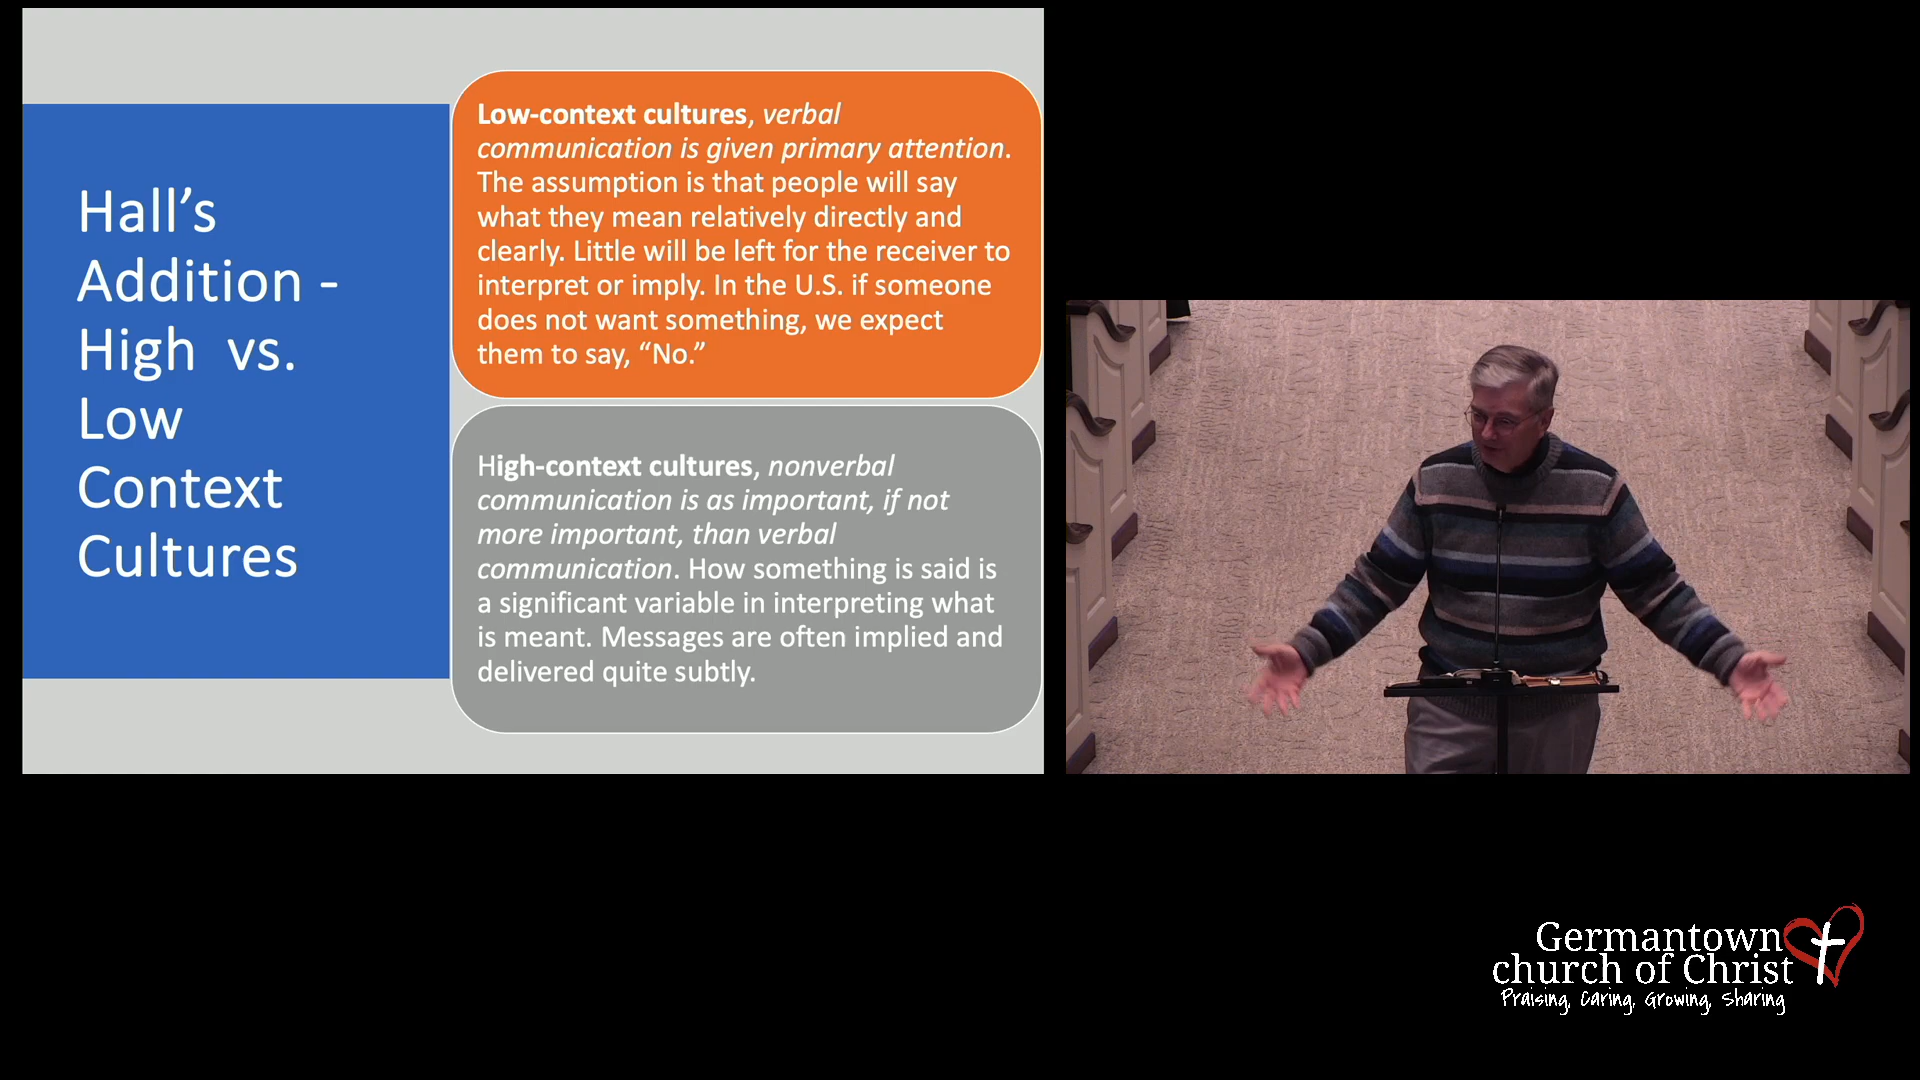 Hall’s
Addition -
High  vs.
Low
Context
Cultures
Low-context cultures, verbal
communication is given primary attention.
The assumption is that people will say
what they mean relatively directly and
clearly. Little will be left for the receiver to
interpret or imply. In the U.S. if someone
does not want something, we expect
them to say, “No.”
High-context cultures, nonverbal
communication is as important, if not
more important, than verbal
communication. How something is said is
a significant variable in interpreting what
is meant. Messages are often implied and
delivered quite subtly.
Germantown
church of Christ
Praising, Caring, Growing, Sharing